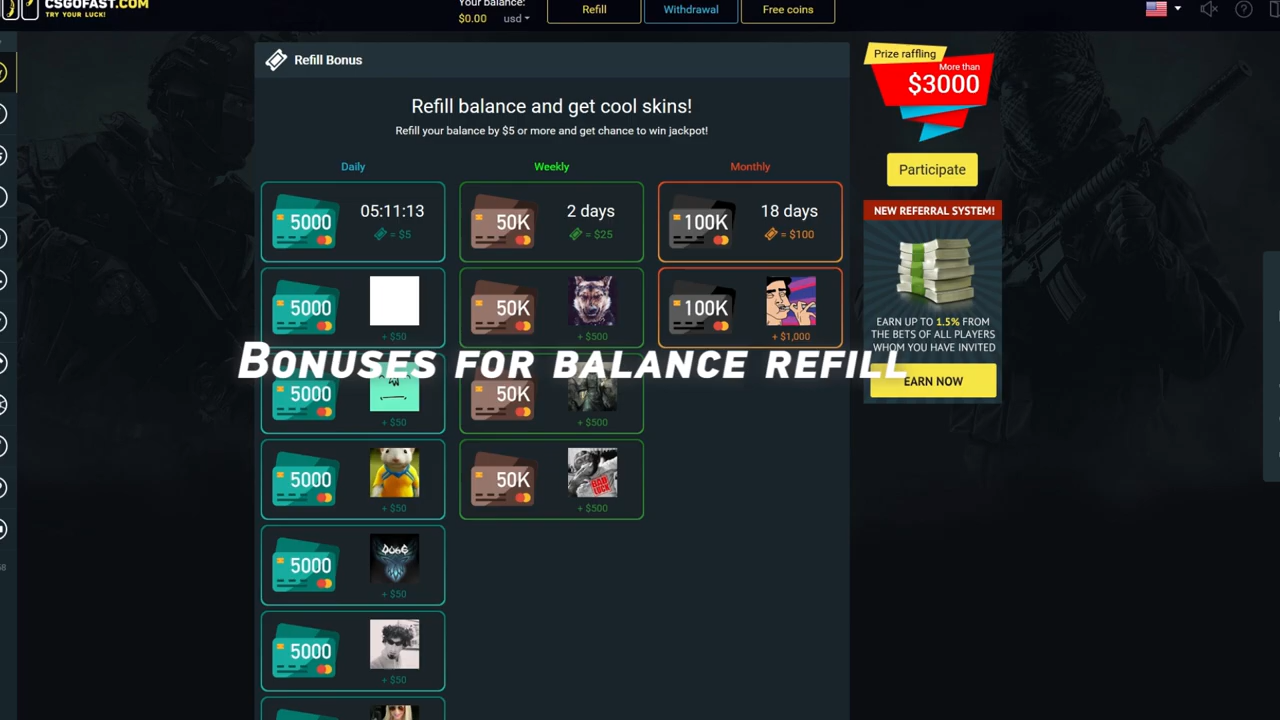 CSGOFAST.COM
TRY YOUR LUCK!
Your balance:
$0.00 usd
Refill
Withdrawal
Free coins
Refill Bonus
Refill balance and get cool skins!
Refill your balance by $5 or more and get chance to win jackpot!
Daily
Weekly
Monthly
5000
05:11:13
= $5
50K
2 days
= $25
100K
18 days
= $100
5000
+ $50
50K
+ $500
100K
+ $1,000
BONUSES FOR BALANCE REFILL
5000
+ $50
50K
+ $500
5000
+ $50
50K
BAD
LUCK
+ $500
5000
+ $50
5000
+ $50
Prize raffling
More than
$3000
Participate
NEW REFERRAL SYSTEM!
EARN UP TO 1.5% FROM
THE BETS OF ALL PLAYERS
WHOM YOU HAVE INVITED
EARN NOW